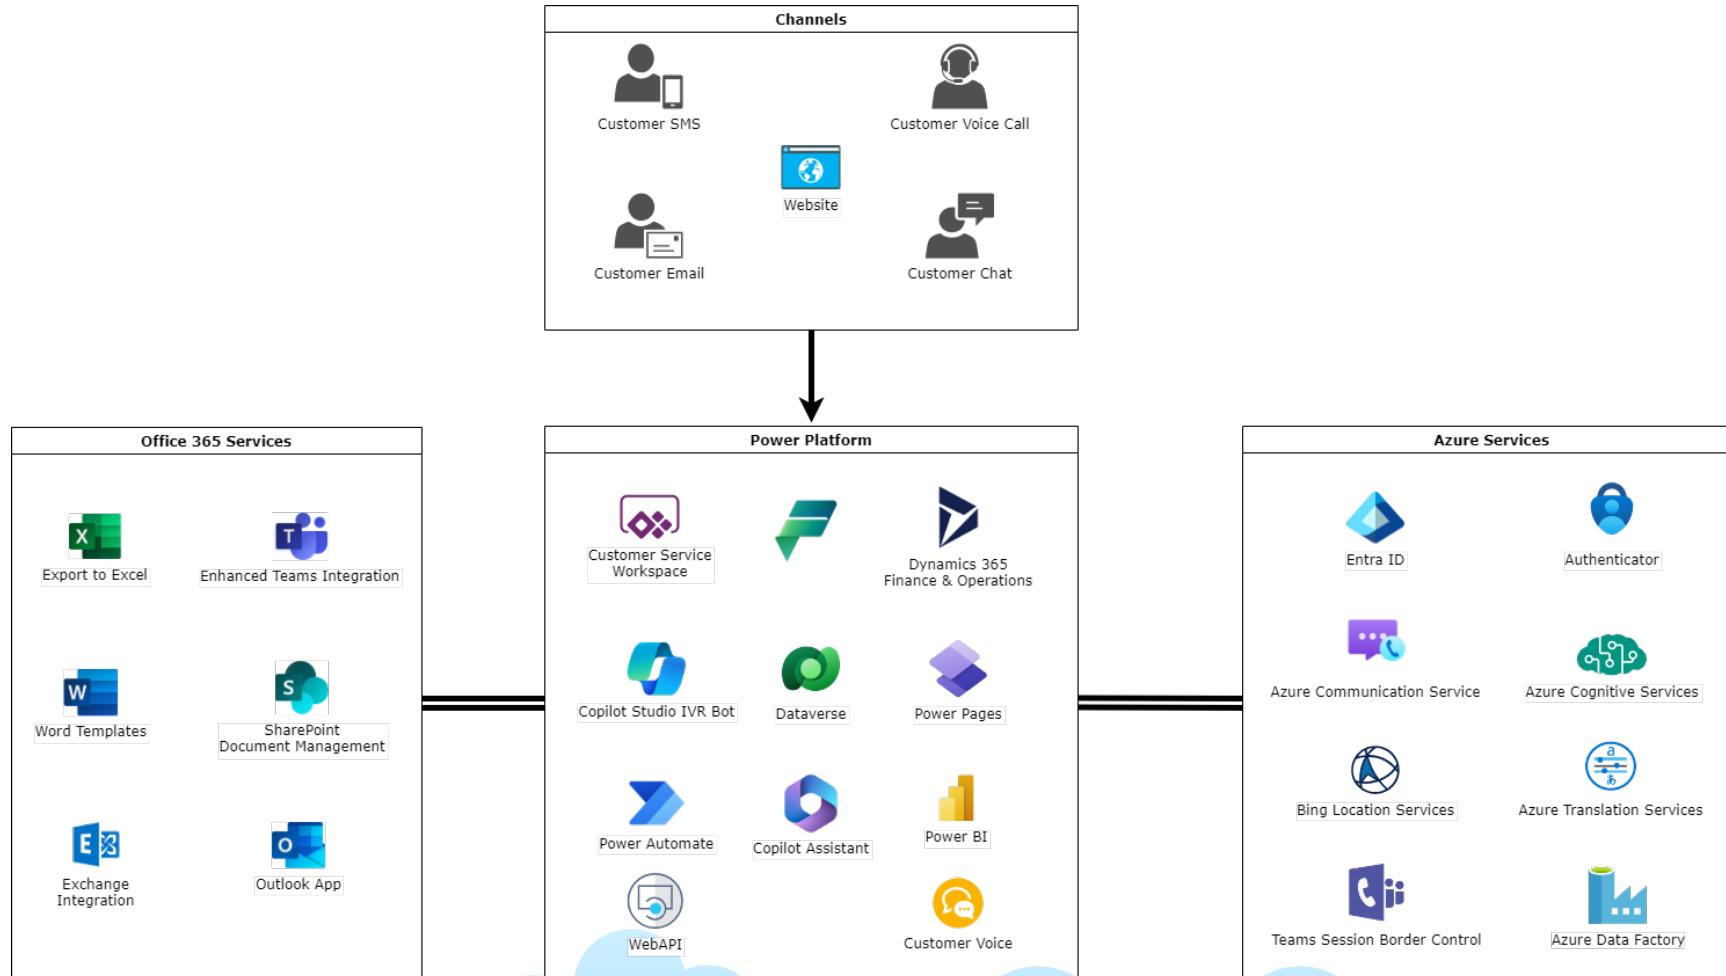 Channels
Customer SMS
Customer Voice Call
Website
Customer Email
Customer Chat
Office 365 Services
Export to Excel
X
Enhanced Teams Integration
T
Word Templates
W
SharePoint
Document Management
S
Exchange
Integration
E
Outlook App
O
Power Platform
Customer Service
Workspace
Dynamics 365
Finance & Operations
Copilot Studio IVR Bot
Dataverse
Power Pages
Power Automate
Copilot Assistant
Power BI
WebAPI
Customer Voice
Azure Services
Entra ID
Authenticator
Azure Communication Service
Azure Cognitive Services
Bing Location Services
a
あ
Azure Translation Services
Teams Session Border Control
Azure Data Factory